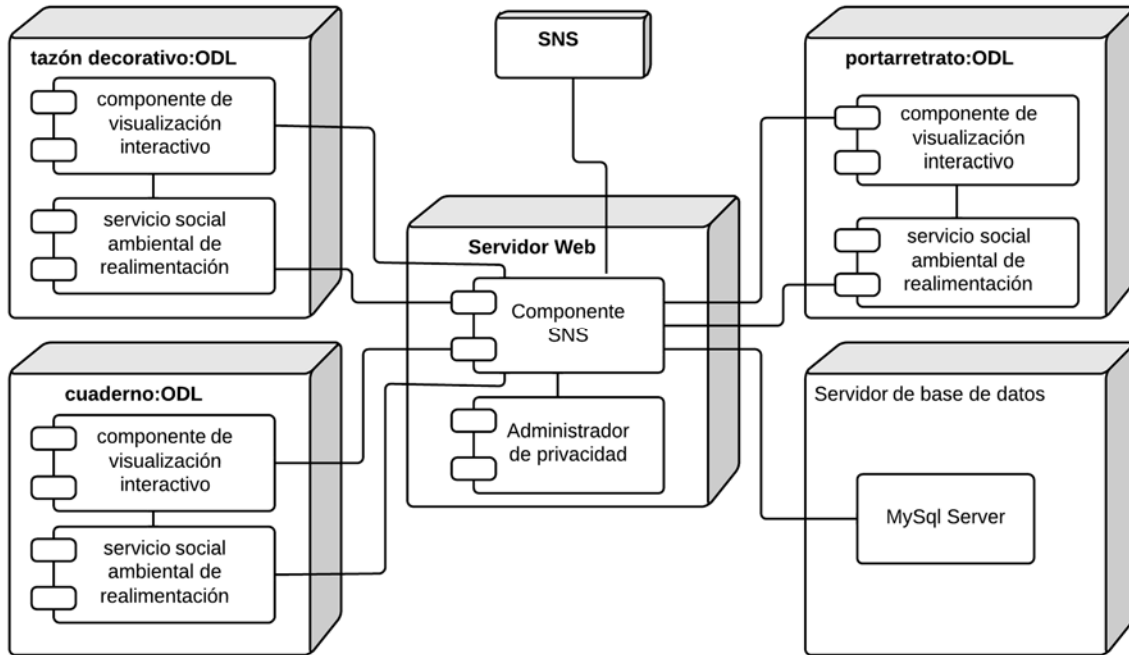 tazón decorativo:ODL
componente de
visualización
interactivo
servicio social
ambiental de
realimentación
SNS
portarretrato:ODL
componente de
visualización
interactivo
servicio social
ambiental de
realimentación
Servidor Web
Componente
SNS
Administrador
de privacidad
cuaderno:ODL
componente de
visualización
interactivo
servicio social
ambiental de
realimentación
Servidor de base de datos
MySql Server